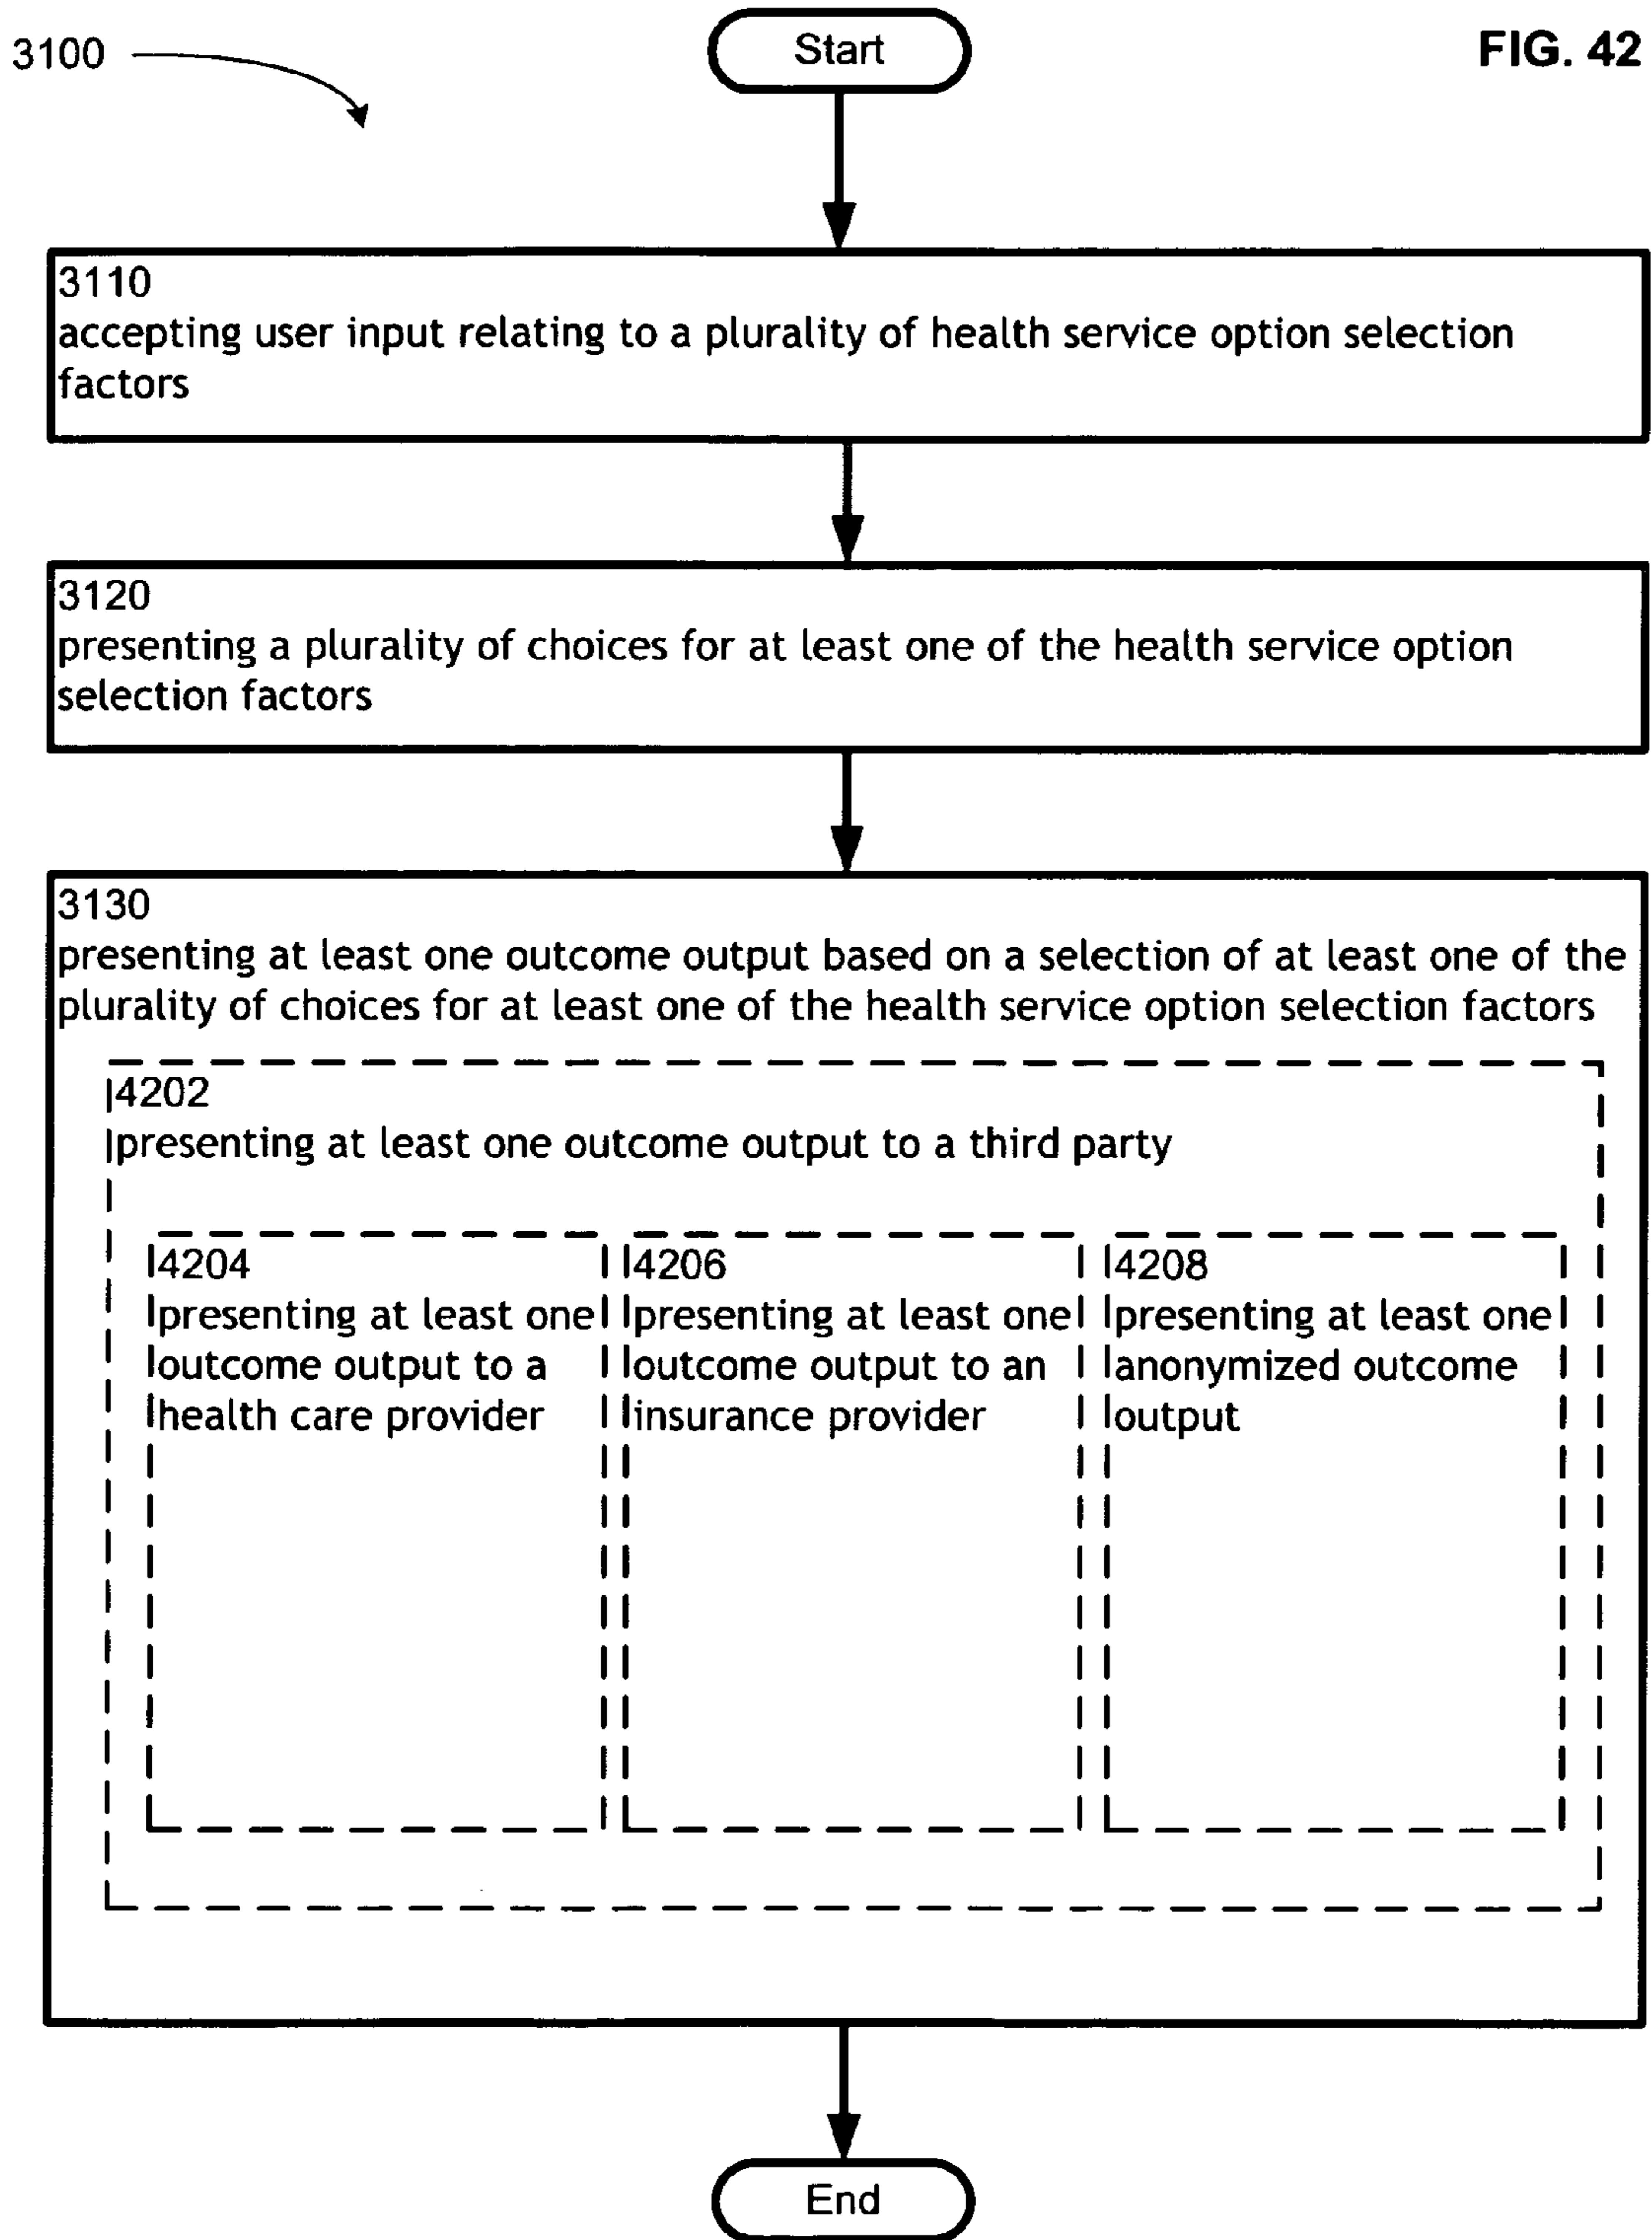 3100
Start
FIG. 42
3110
accepting user input relating to a plurality of health service option selection
factors
3120
presenting a plurality of choices for at least one of the health service option
selection factors
3130
presenting at least one outcome output based on a selection of at least one of the
plurality of choices for at least one of the health service option selection factors
4202
presenting at least one outcome output to a third party
4204
presenting at least one
outcome output to a
health care provider
4206
presenting at least one
outcome output to an
insurance provider
4208
presenting at least one
anonymized outcome
output
End